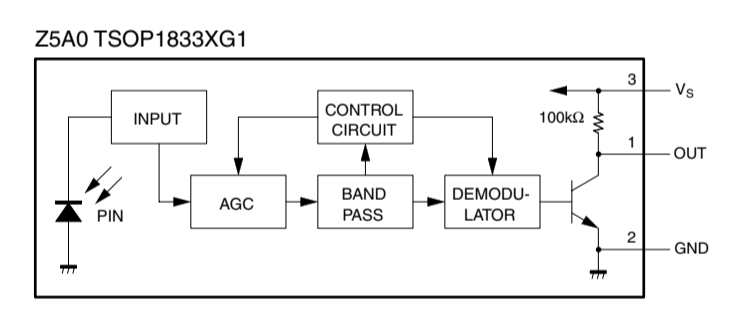 Z5A0 TSOP1833XG1
3
VS
INPUT
CONTROL
CIRCUIT
100kΩ
1
OUT
AGC
BAND
PASS
DEMODU-
LATOR
PIN
2
GND